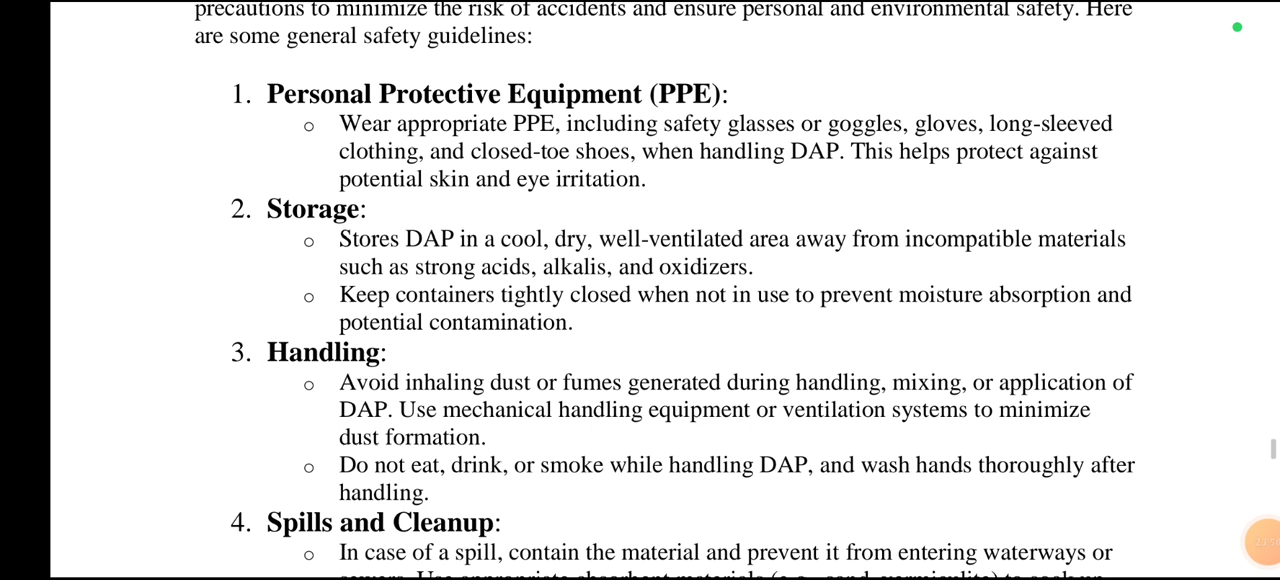 precautions to minimize the risk of accidents and ensure personal and environmental safety. Here
are some general safety guidelines:
1. Personal Protective Equipment (PPE):
o Wear appropriate PPE, including safety glasses or goggles, gloves, long-sleeved
clothing, and closed-toe shoes, when handling DAP. This helps protect against
potential skin and eye irritation.
2. Storage:
o Stores DAP in a cool, dry, well-ventilated area away from incompatible materials
such as strong acids, alkalis, and oxidizers.
o Keep containers tightly closed when not in use to prevent moisture absorption and
potential contamination.
3. Handling:
o Avoid inhaling dust or fumes generated during handling, mixing, or application of
DAP. Use mechanical handling equipment or ventilation systems to minimize
dust formation.
o Do not eat, drink, or smoke while handling DAP, and wash hands thoroughly after
handling.
4. Spills and Cleanup:
o In case of a spill, contain the material and prevent it from entering waterways or